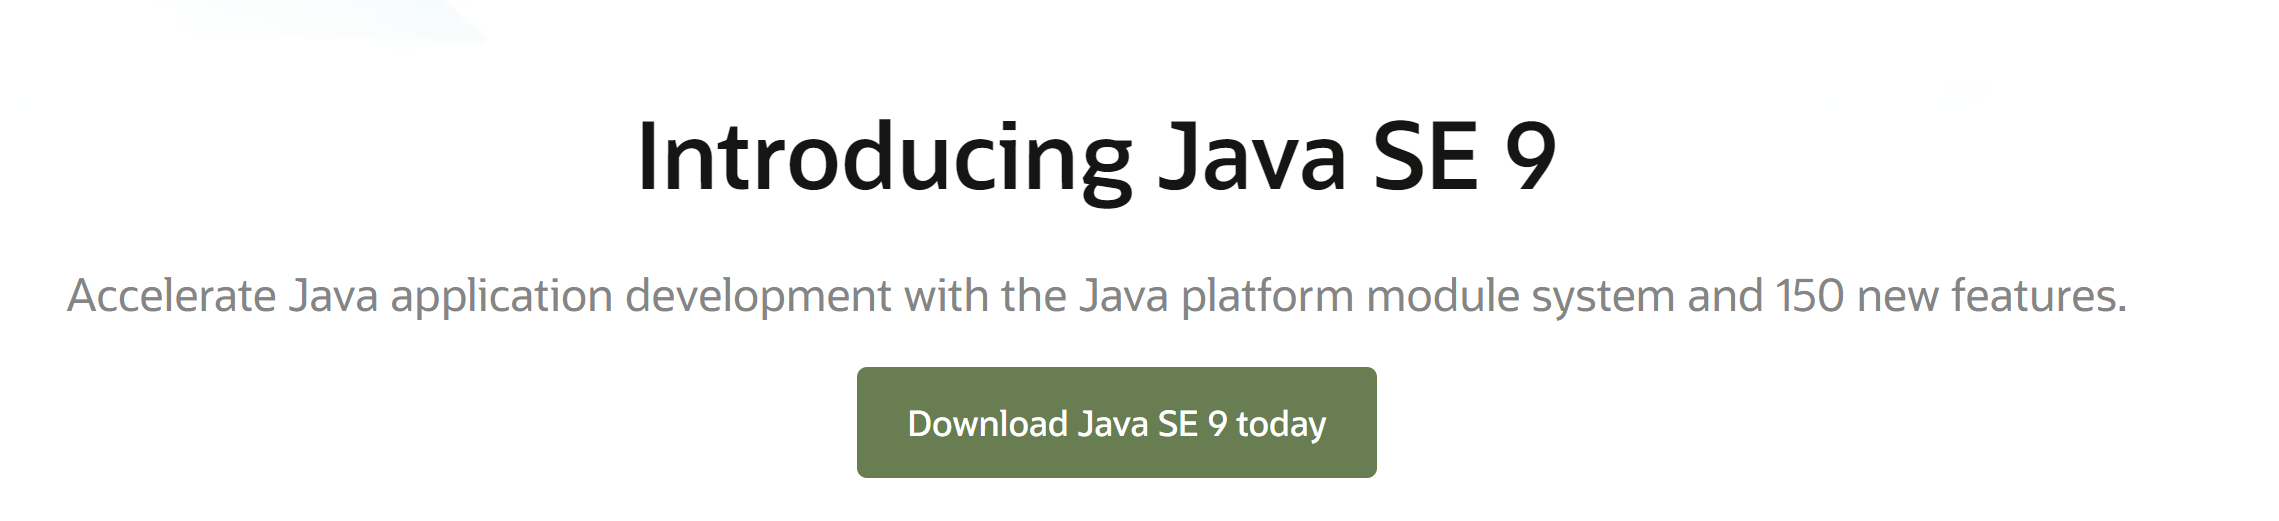 Introducing Java SE 9
Accelerate Java application development with the Java platform module system and 150 new features.
Download Java SE 9 today